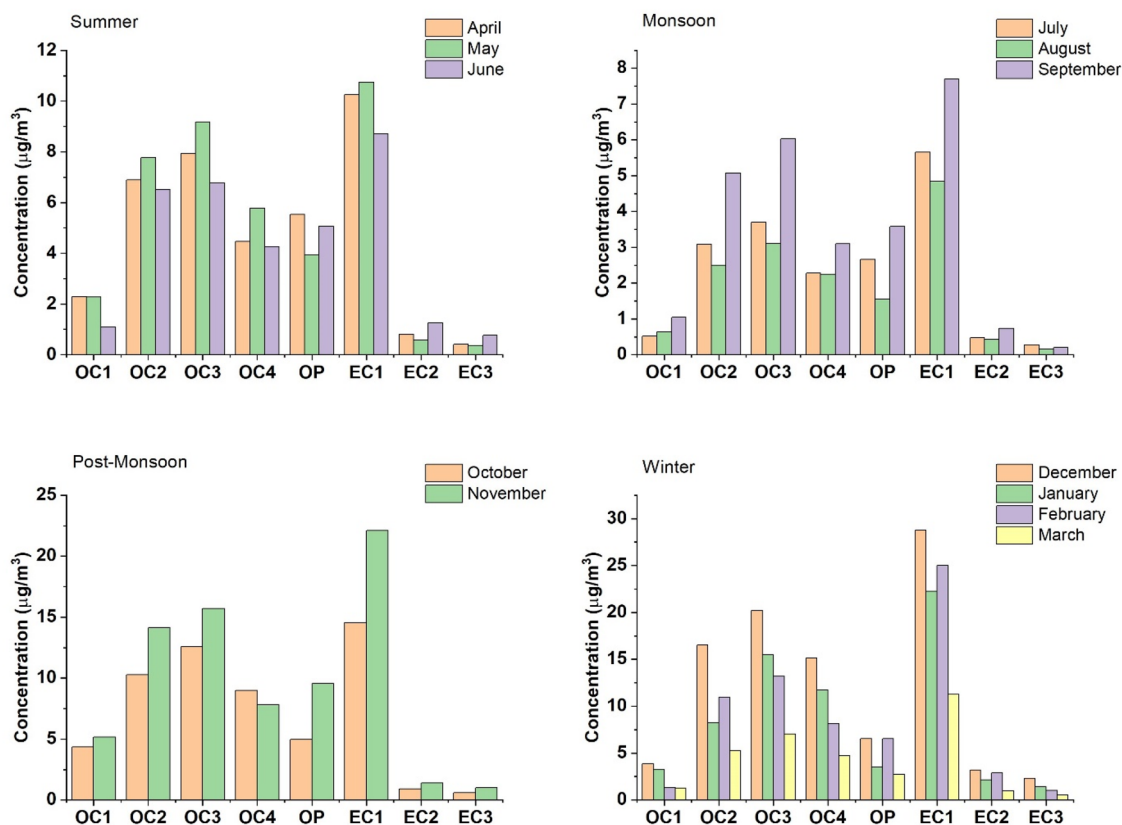 Summer
April
May
June
12
10
8
6
4
2
0
Concentration (μg/m³)
OC1 OC2 OC3 OC4 OP EC1 EC2 EC3
Monsoon
July
August
September
8
7
6
5
4
3
2
1
0
Concentration (μg/m³)
OC1 OC2 OC3 OC4 OP EC1 EC2 EC3
Post-Monsoon
October
November
25
20
15
10
5
0
Concentration (μg/m³)
OC1 OC2 OC3 OC4 OP EC1 EC2 EC3
Winter
December
January
February
March
30
25
20
15
10
5
0
Concentration (μg/m³)
OC1 OC2 OC3 OC4 OP EC1 EC2 EC3